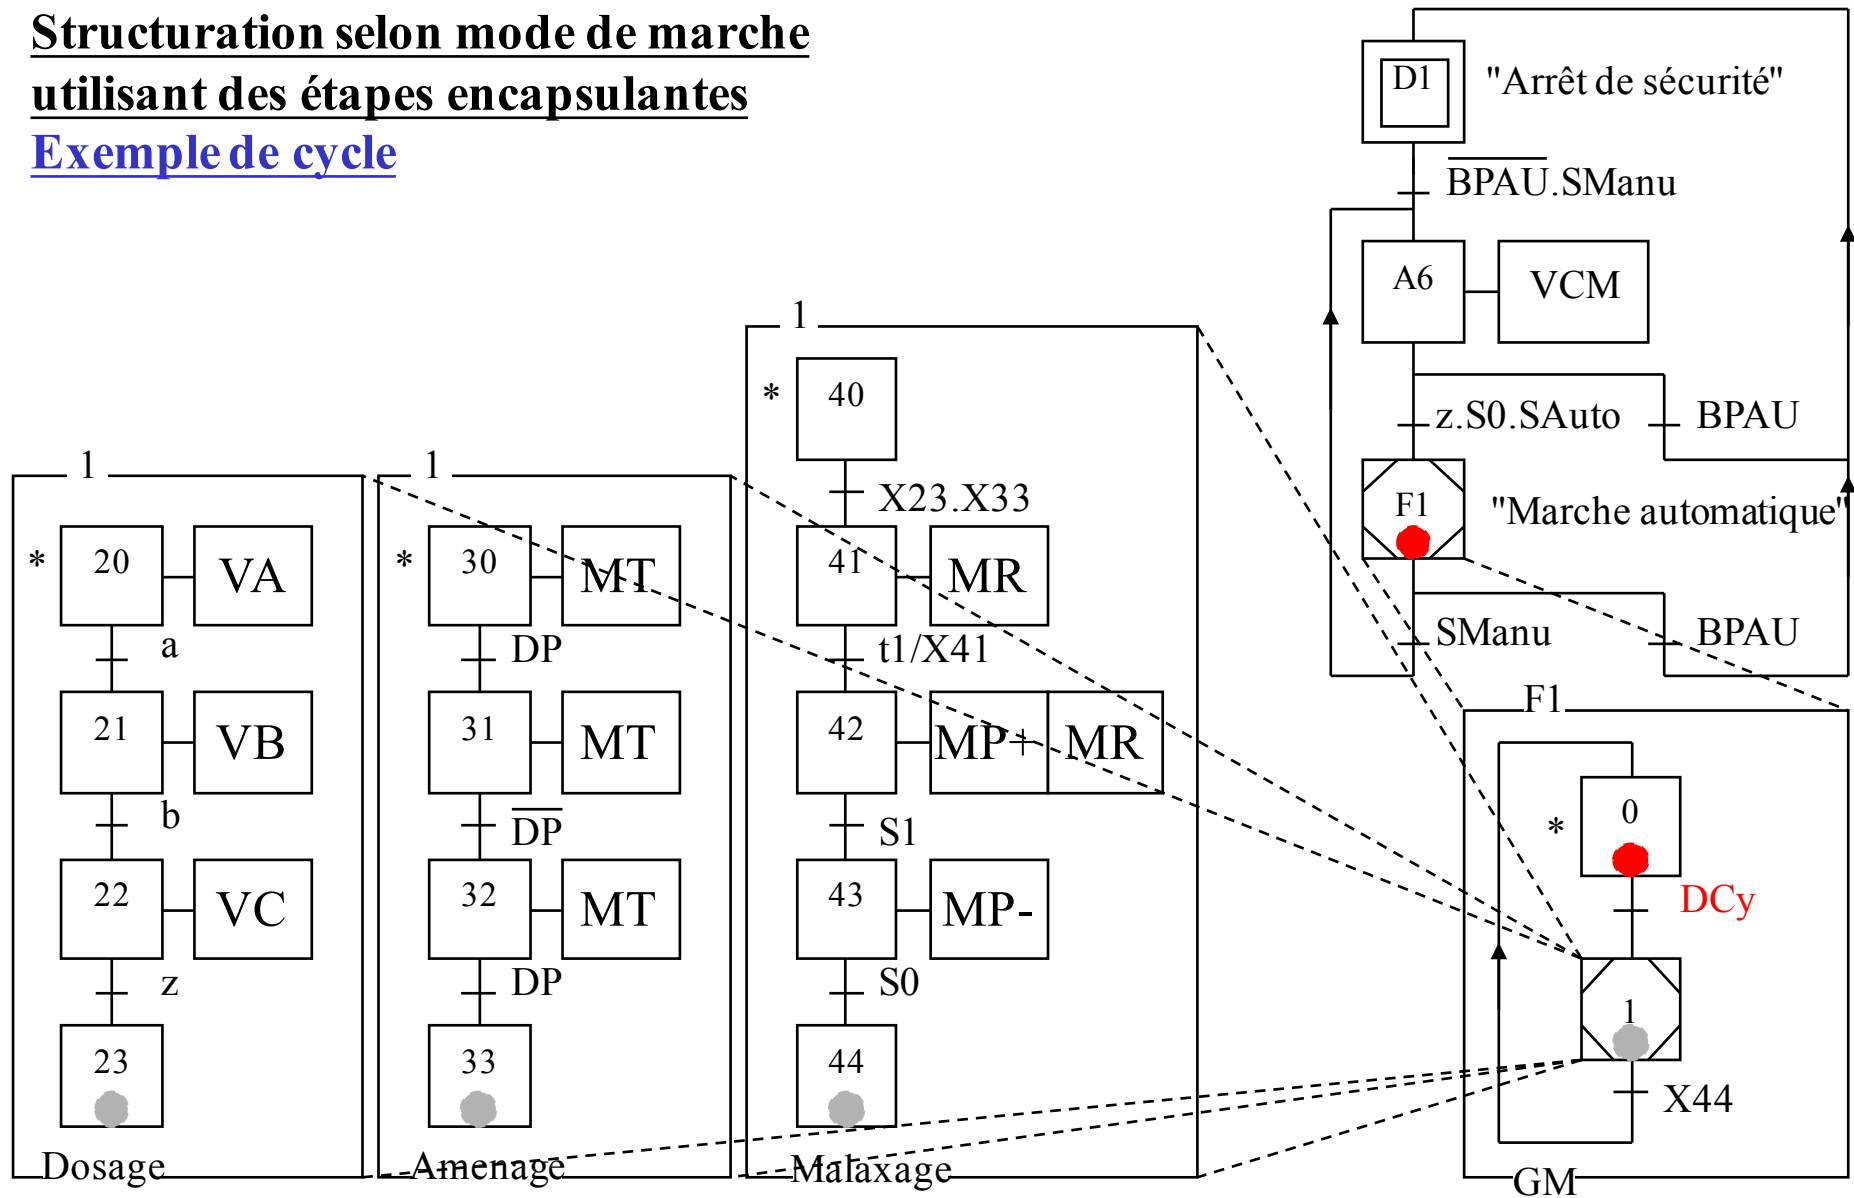 Structuration selon mode de marche
utilisant des étapes encapsulantes
Exemple de cycle
D1
"Arrêt de sécurité"
B̅P̅A̅U̅.SManu
A6
VCM
z.S0.SAuto
BPAU
F1
"Marche automatique"
SManu
BPAU
1
*
20
VA
a
21
VB
b
22
VC
z
23
Dosage
1
*
30
MT
DP
31
MT
D̅P̅
32
MT
DP
33
Amenage
1
*
40
X23.X33
41
MR
t1/X41
42
MP+
MR
S1
43
MP-
S0
44
Malaxage
F1
*
0
DCy
1
X44
GM